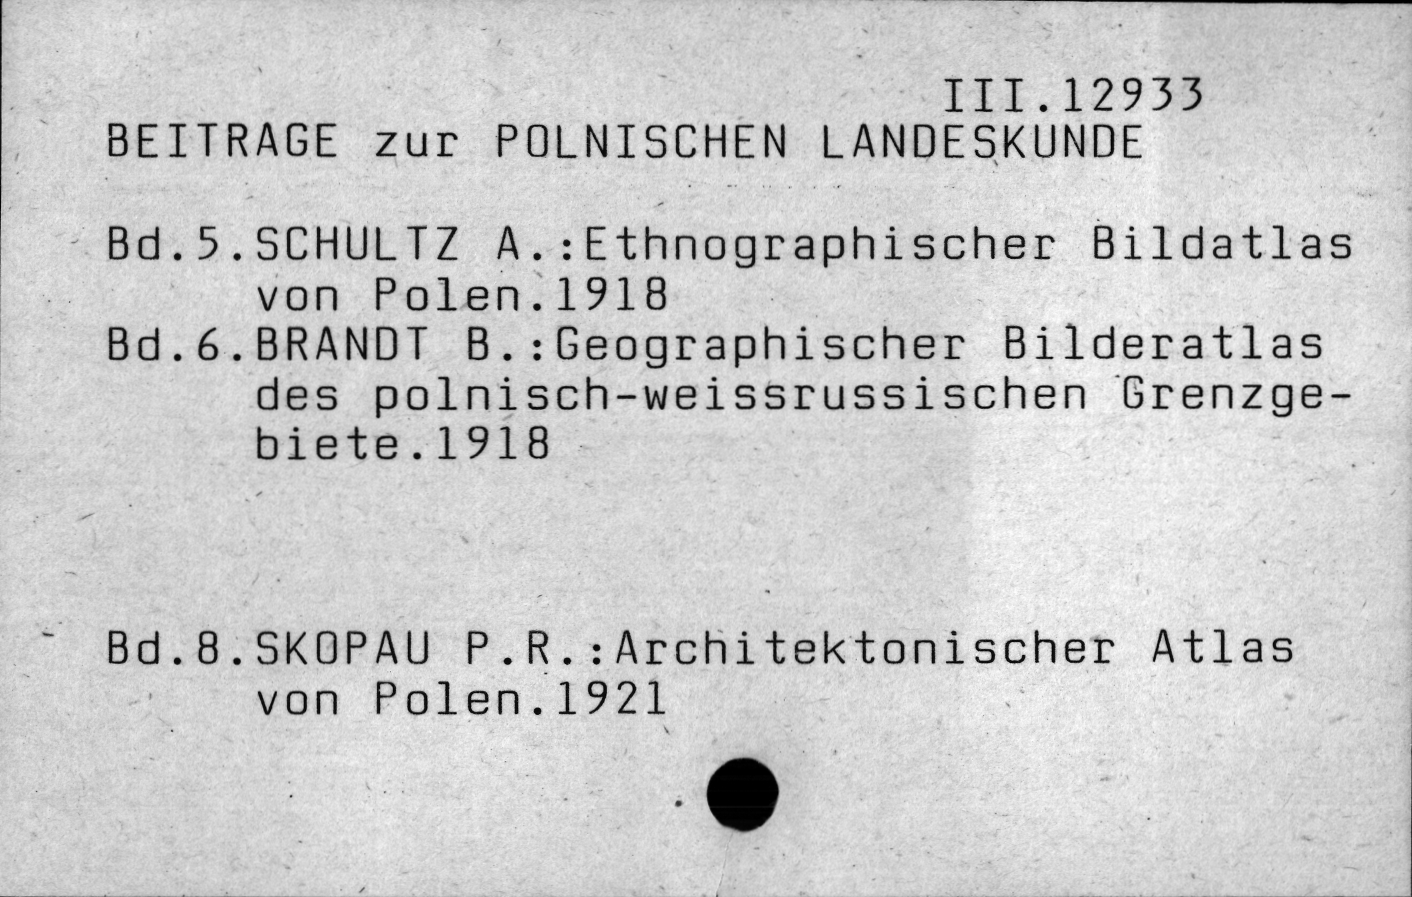 III.12933
BEITRAGE zur POLNISCHEN LANDESKUNDE
Bd.5.SCHULTZ A.:Ethnographischer Bildatlas
von Polen.1918
Bd.6.BRANDT B.:Geographischer Bilderatlas
des polnisch-weissrussischen Grenzge-
biete.1918
Bd.8.SKOPAU P.R.:Architektonischer Atlas
von Polen.1921